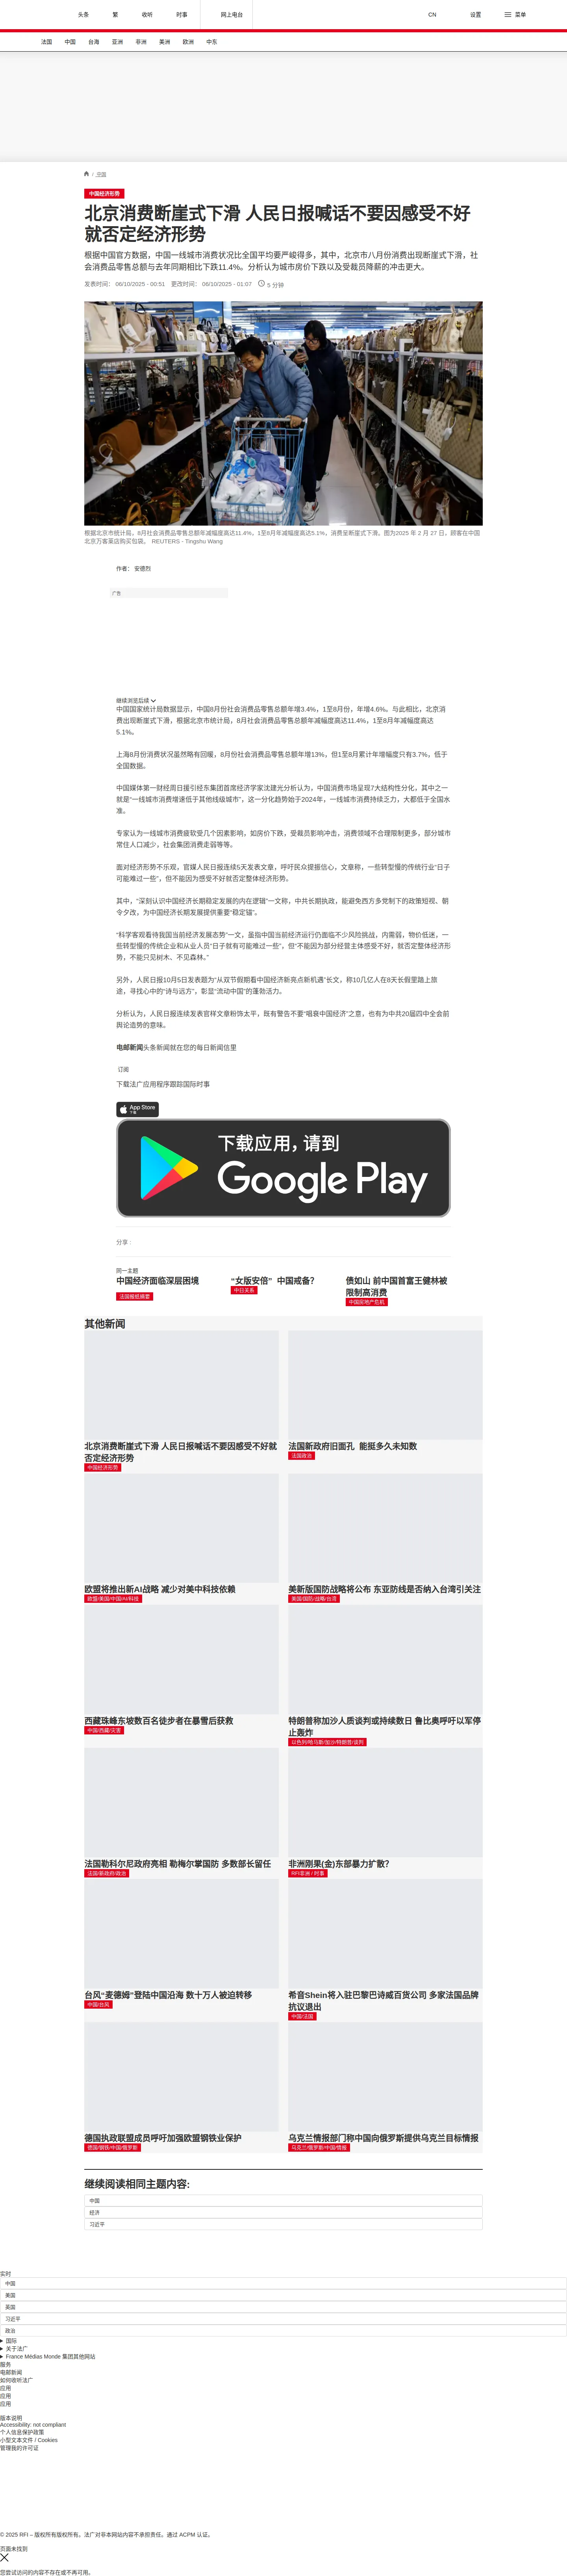 头条
繁
收听
时事
网上电台
CN
设置
菜单
法国
中国
台海
亚洲
非洲
美洲
欧洲
中东
/ 中国
中国经济形势
北京消费断崖式下滑 人民日报喊话不要因感受不好
就否定经济形势
根据中国官方数据，中国一线城市消费状况比全国平均要严峻得多，其中，北京市八月份消费出现断崖式下滑，社
会消费品零售总额与去年同期相比下跌11.4%。分析认为城市房价下跌以及受裁员降薪的冲击更大。
发表时间： 06/10/2025 - 00:51 更改时间： 06/10/2025 - 01:07 5 分钟
根据北京市统计局，8月社会消费品零售总额年减幅度高达11.4%，1至8月年减幅度高达5.1%，消费呈断崖式下滑。图为2025 年 2 月 27 日，顾客在中国
北京万客莱店购买包袋。 REUTERS - Tingshu Wang
作者： 安德烈
广告
继续浏览后续
中国国家统计局数据显示，中国8月份社会消费品零售总额年增3.4%，1至8月份，年增4.6%。与此相比，北京消
费出现断崖式下滑，根据北京市统计局，8月社会消费品零售总额年减幅度高达11.4%，1至8月年减幅度高达
5.1%。
上海8月份消费状况虽然略有回暖，8月份社会消费品零售总额年增13%，但1至8月累计年增幅度只有3.7%，低于
全国数据。
中国媒体第一财经周日援引经东集团首席经济学家沈建光分析认为，中国消费市场呈现7大结构性分化，其中之一
就是“一线城市消费增速低于其他线级城市”，这一分化趋势始于2024年，一线城市消费持续乏力，大都低于全国水
准。
专家认为一线城市消费疲软受几个因素影响，如房价下跌，受裁员影响冲击，消费领域不合理限制更多，部分城市
常住人口减少，社会集团消费走弱等等。
面对经济形势不乐观，官媒人民日报连续5天发表文章，呼吁民众提振信心，文章称，一些转型慢的传统行业“日子
可能难过一些”，但不能因为感受不好就否定整体经济形势。
其中，“深刻认识中国经济长期稳定发展的内在逻辑”一文称，中共长期执政，能避免西方多党制下的政策短视、朝
令夕改，为中国经济长期发展提供重要“稳定锚”。
“科学客观看待我国当前经济发展态势”一文，虽指中国当前经济运行仍面临不少风险挑战，内需弱，物价低迷，一
些转型慢的传统企业和从业人员“日子就有可能难过一些”，但“不能因为部分经营主体感受不好，就否定整体经济形
势，不能只见树木、不见森林。”
另外，人民日报10月5日发表题为“从双节假期看中国经济新亮点新机遇”长文，称10几亿人在8天长假里踏上旅
途，寻找心中的“诗与远方”，彰显“流动中国”的蓬勃活力。
分析认为，人民日报连续发表官样文章粉饰太平，既有警告不要“唱衰中国经济”之意，也有为中共20届四中全会前
舆论造势的意味。
电邮新闻头条新闻就在您的每日新闻信里
订阅
下载法广应用程序跟踪国际时事
App Store
下载
下载应用，请到
Google Play
分享 :
同一主题
中国经济面临深层困境
法国报纸摘要
“女版安倍” 中国戒备？
中日关系
债如山 前中国首富王健林被
限制高消费
中国房地产危机
其他新闻
北京消费断崖式下滑 人民日报喊话不要因感受不好就
否定经济形势
中国经济形势
法国新政府旧面孔 能挺多久未知数
法国政治
欧盟将推出新AI战略 减少对美中科技依赖
欧盟/美国/中国/AI/科技
美新版国防战略将公布 东亚防线是否纳入台湾引关注
美国/国防/战略/台湾
西藏珠峰东坡数百名徒步者在暴雪后获救
中国/西藏/灾害
特朗普称加沙人质谈判或持续数日 鲁比奥呼吁以军停
止轰炸
以色列/哈马斯/加沙/特朗普/谈判
法国勒科尔尼政府亮相 勒梅尔掌国防 多数部长留任
法国/新政府/政治
非洲刚果(金)东部暴力扩散？
RFI非洲 / 时事
台风“麦德姆”登陆中国沿海 数十万人被迫转移
中国/台风
希音Shein将入驻巴黎巴诗威百货公司 多家法国品牌
抗议退出
中国/法国
德国执政联盟成员呼吁加强欧盟钢铁业保护
德国/钢铁/中国/俄罗斯
乌克兰情报部门称中国向俄罗斯提供乌克兰目标情报
乌克兰/俄罗斯/中国/情报
继续阅读相同主题内容:
中国
经济
习近平
实时
中国
美国
英国
习近平
政治
国际
关于法广
France Médias Monde 集团其他网站
服务
电邮新闻
如何收听法广
应用
应用
应用
版本说明
Accessibility: not compliant
个人信息保护政策
小型文本文件 / Cookies
管理我的许可证
© 2025 RFI – 版权所有版权所有。法广对非本网站内容不承担责任。通过 ACPM 认证。
页面未找到
您尝试访问的内容不存在或不再可用。